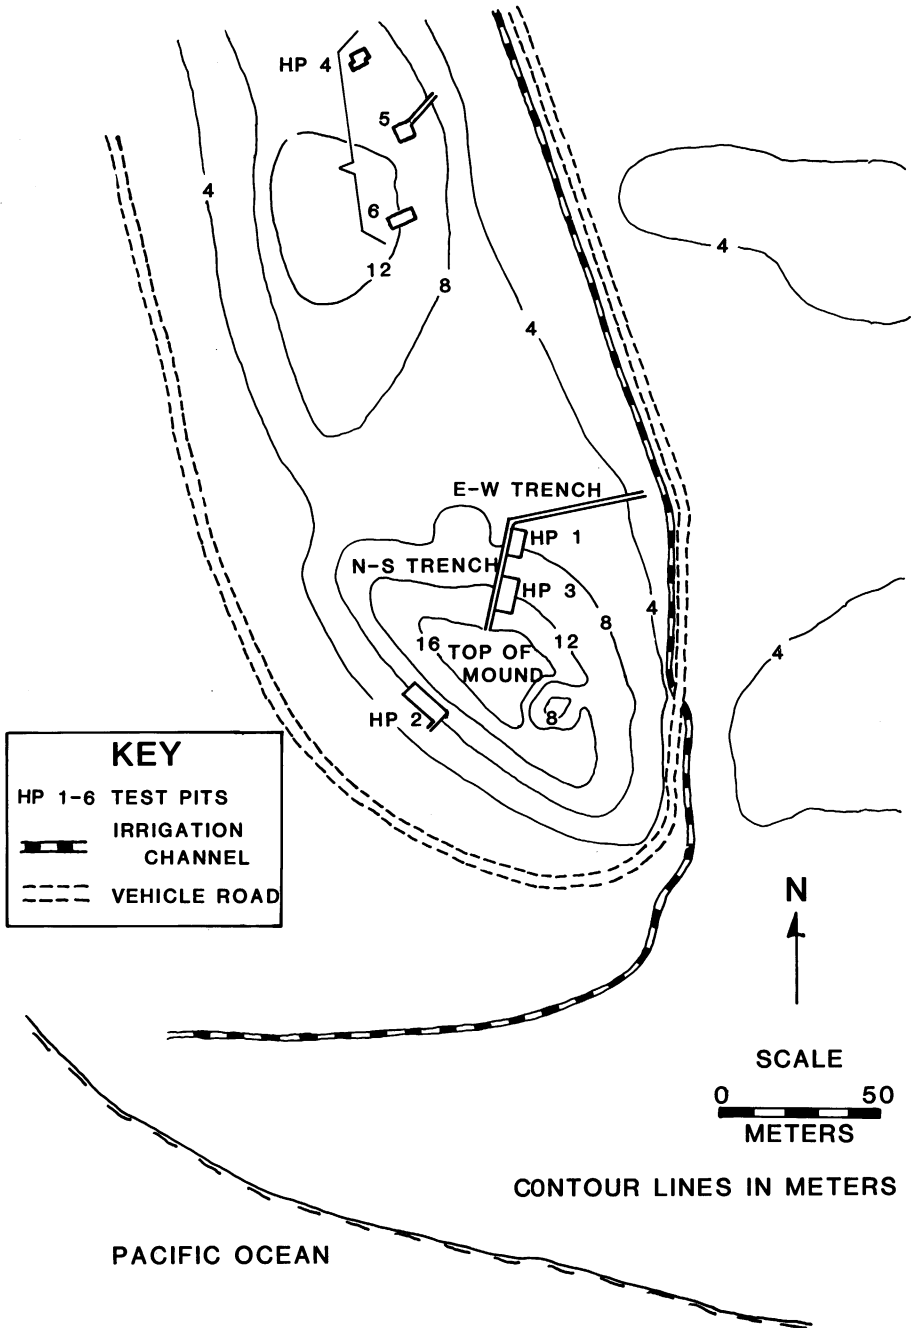 HP 4
5
4
6
4
12
8
4
E-W TRENCH
HP 1
N-S TRENCH
HP 3
4
8
16
12
TOP OF
MOUND
4
HP 2
8
KEY
HP 1-6 TEST PITS
IRRIGATION
CHANNEL
VEHICLE ROAD
N
SCALE
0 50
METERS
CONTOUR LINES IN METERS
PACIFIC OCEAN